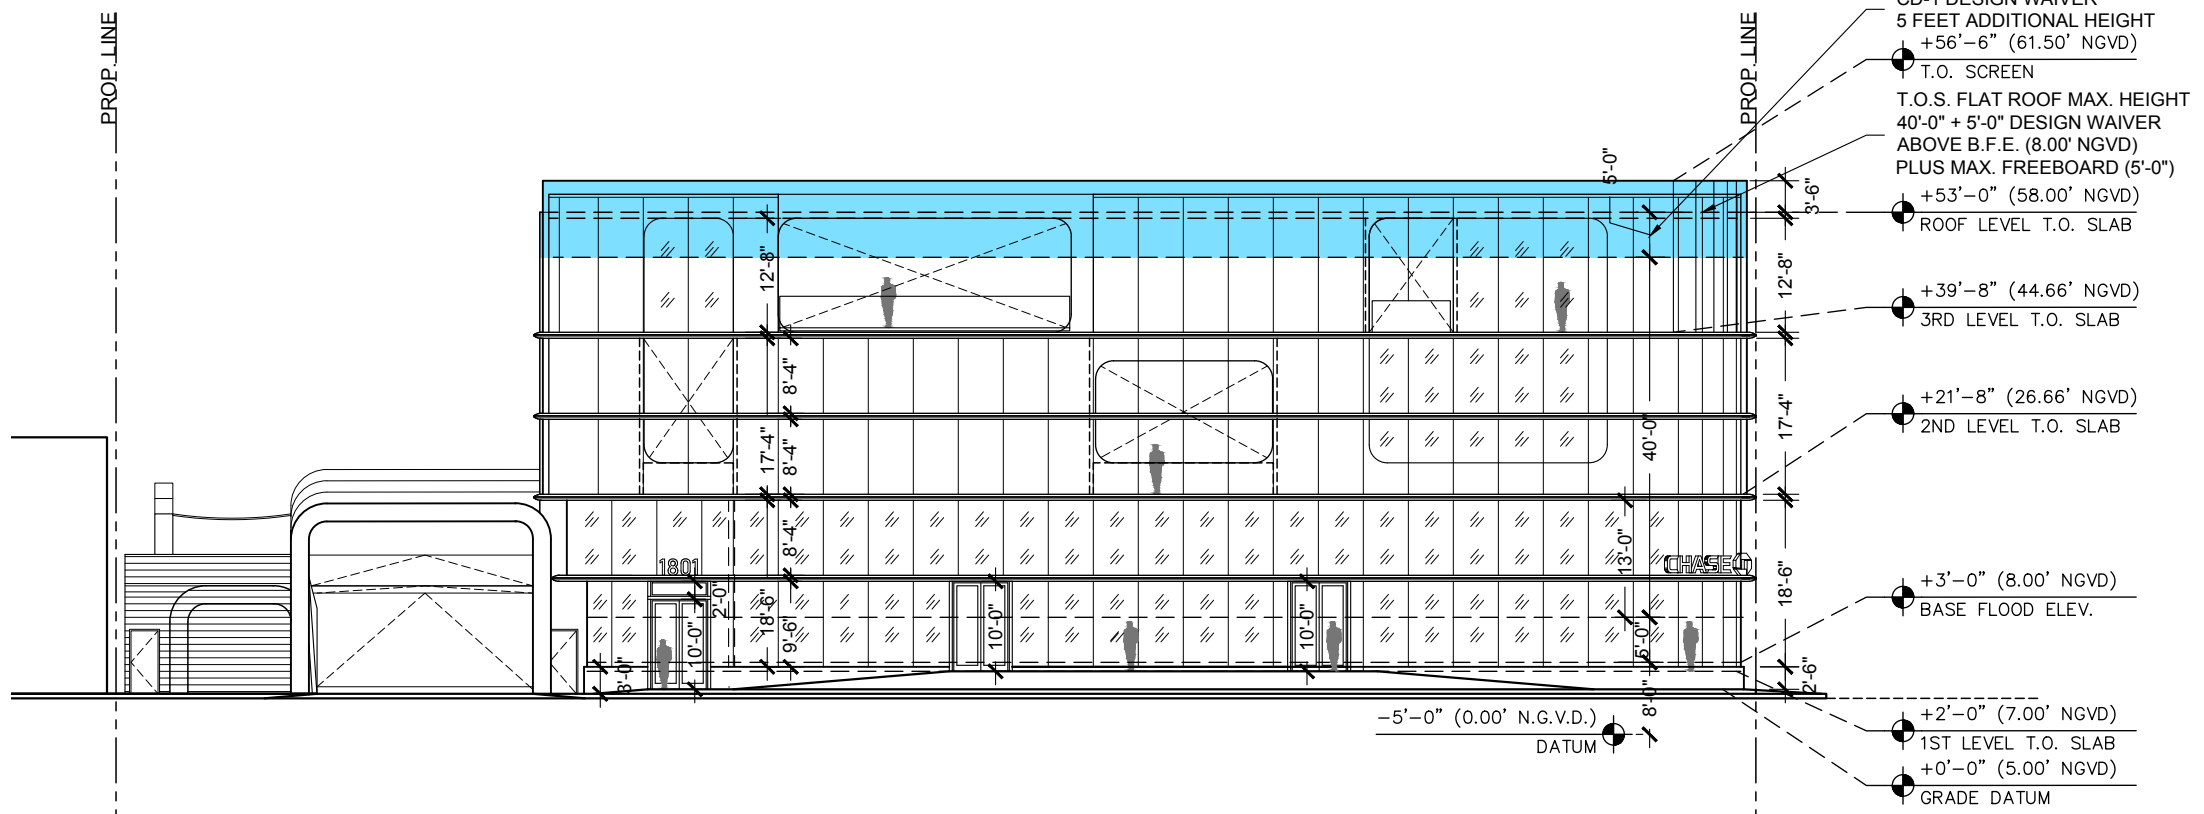 PROP. LINE
PROP. LINE
CD-1 DESIGN WAIVER
5 FEET ADDITIONAL HEIGHT
+56'-6" (61.50' NGVD)
T.O. SCREEN
T.O.S. FLAT ROOF MAX. HEIGHT
40'-0" + 5'-0" DESIGN WAIVER
ABOVE B.F.E. (8.00' NGVD)
PLUS MAX. FREEBOARD (5'-0")
+53'-0" (58.00' NGVD)
ROOF LEVEL T.O. SLAB
+39'-8" (44.66' NGVD)
3RD LEVEL T.O. SLAB
+21'-8" (26.66' NGVD)
2ND LEVEL T.O. SLAB
+3'-0" (8.00' NGVD)
BASE FLOOD ELEV.
+2'-0" (7.00' NGVD)
1ST LEVEL T.O. SLAB
+0'-0" (5.00' NGVD)
GRADE DATUM
-5'-0" (0.00' N.G.V.D.)
DATUM
5'-0"
3'-6"
12'-8"
12'-8"
8'-4"
17'-4"
8'-4"
40'-0"
17'-4"
8'-4"
13'-0"
1801
CHASE
2'-0"
18'-6"
9'-6"
10'-0"
10'-0"
10'-0"
5'-0"
18'-6"
8'-0"
2'-6"